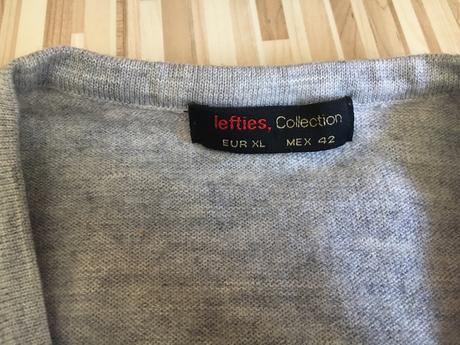 lefties, Collection
EUR XL MEX 42